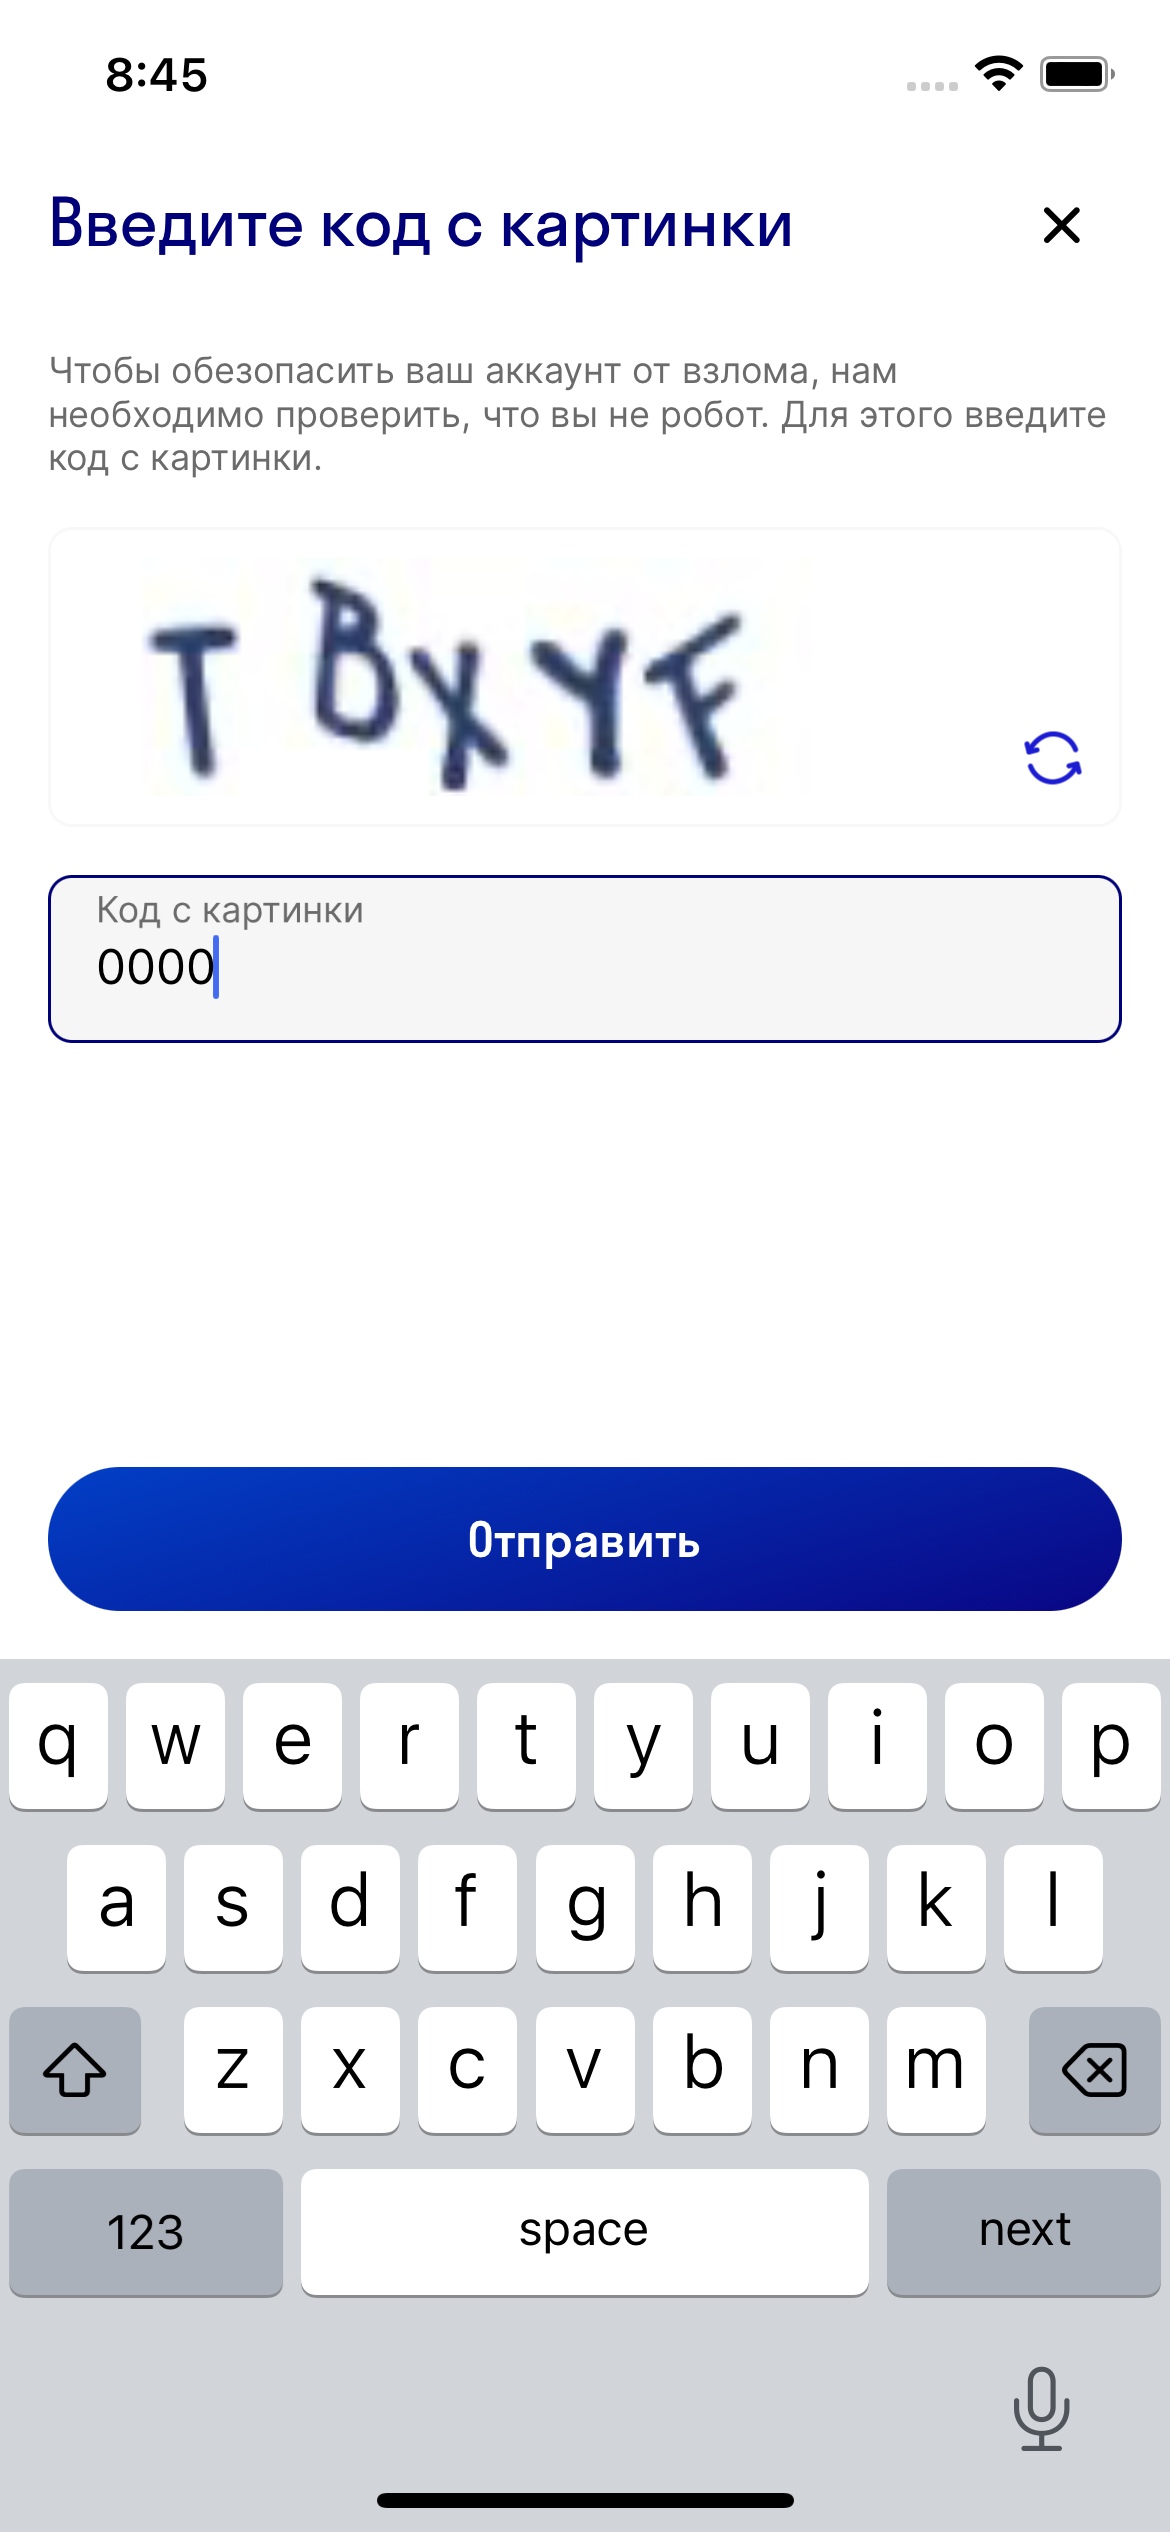 8:45
Введите код с картинки
Чтобы обезопасить ваш аккаунт от взлома, нам
необходимо проверить, что вы не робот. Для этого введите
код с картинки.
T B X Y F
Код с картинки
0000
Отправить
q w e r t y u i o p
a s d f g h j k l
z x c v b n m
123 space next